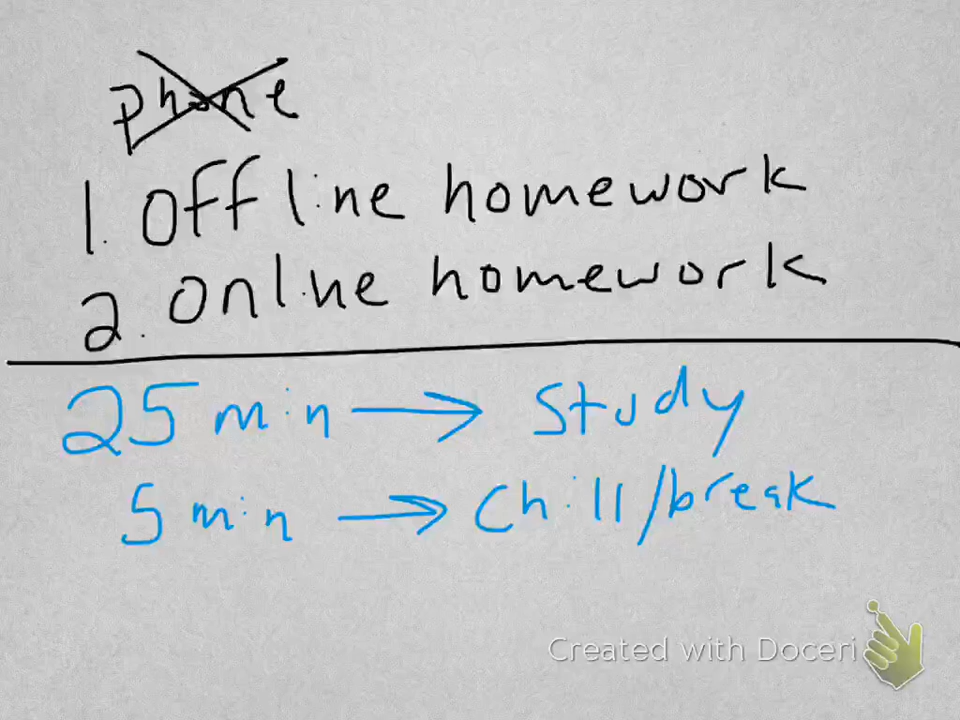 phone
1. Offline homework
2. Online homework
25 min → Study
5 min → Chill/break
Created with Doceri